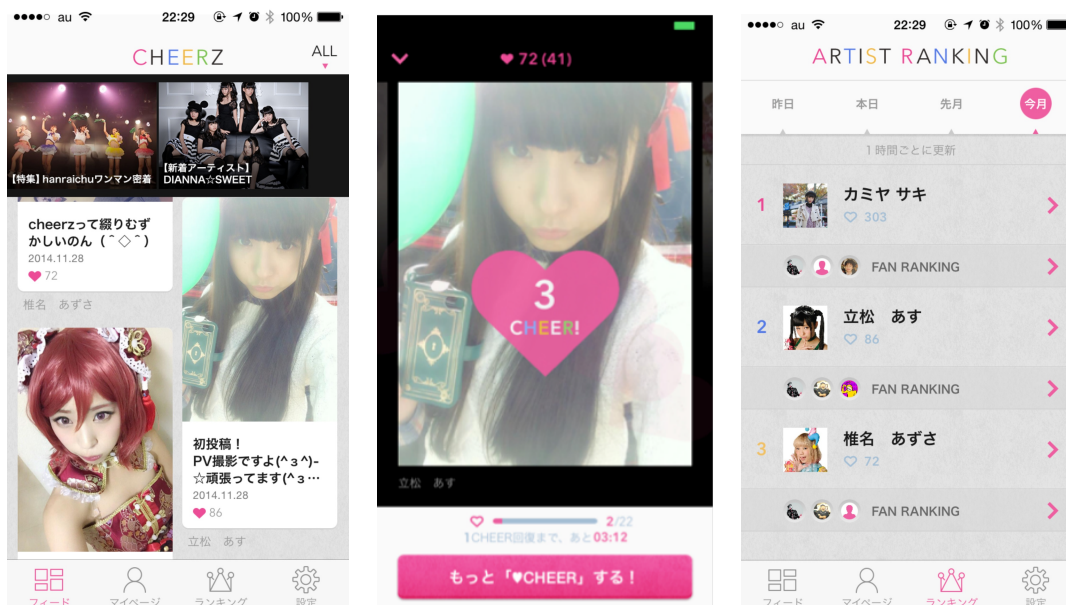 au
22:29
100%
CHEERZ
ALL
【特集】hanraichuワンマン密着
【新着アーティスト】
DIANNA☆SWEET
cheerzって綴りむず
かしいのん（＾◇＾）
2014.11.28
72
椎名　あずさ
初投稿！
PV撮影ですよ(^з^)-
☆頑張ってます(^з…
2014.11.28
86
立松　あす
フィード
マイページ
ランキング
設定
72 (41)
3
CHEER!
立松　あす
2/22
1CHEER回復まで、あと03:12
もっと「♥CHEER」する！
au
22:29
100%
ARTIST RANKING
昨日
本日
先月
今月
1時間ごとに更新
1
カミヤ サキ
303
FAN RANKING
2
立松　あす
86
FAN RANKING
3
椎名　あずさ
72
FAN RANKING
フィード
マイページ
ランキング
設定